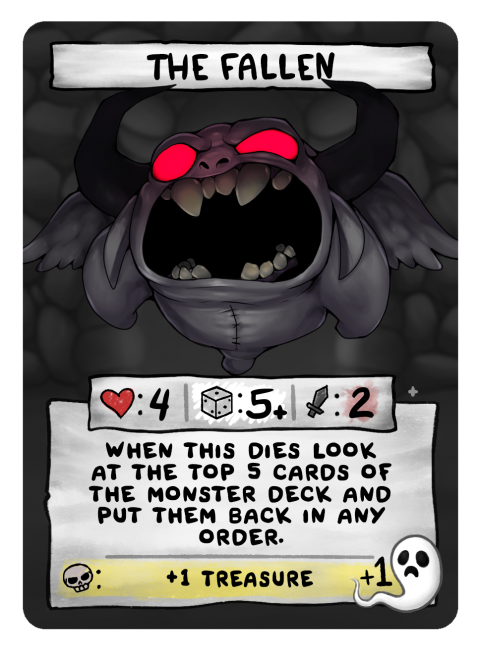 THE FALLEN
:4 :5+ :2
WHEN THIS DIES LOOK
AT THE TOP 5 CARDS OF
THE MONSTER DECK AND
PUT THEM BACK IN ANY
ORDER.
: +1 TREASURE +1